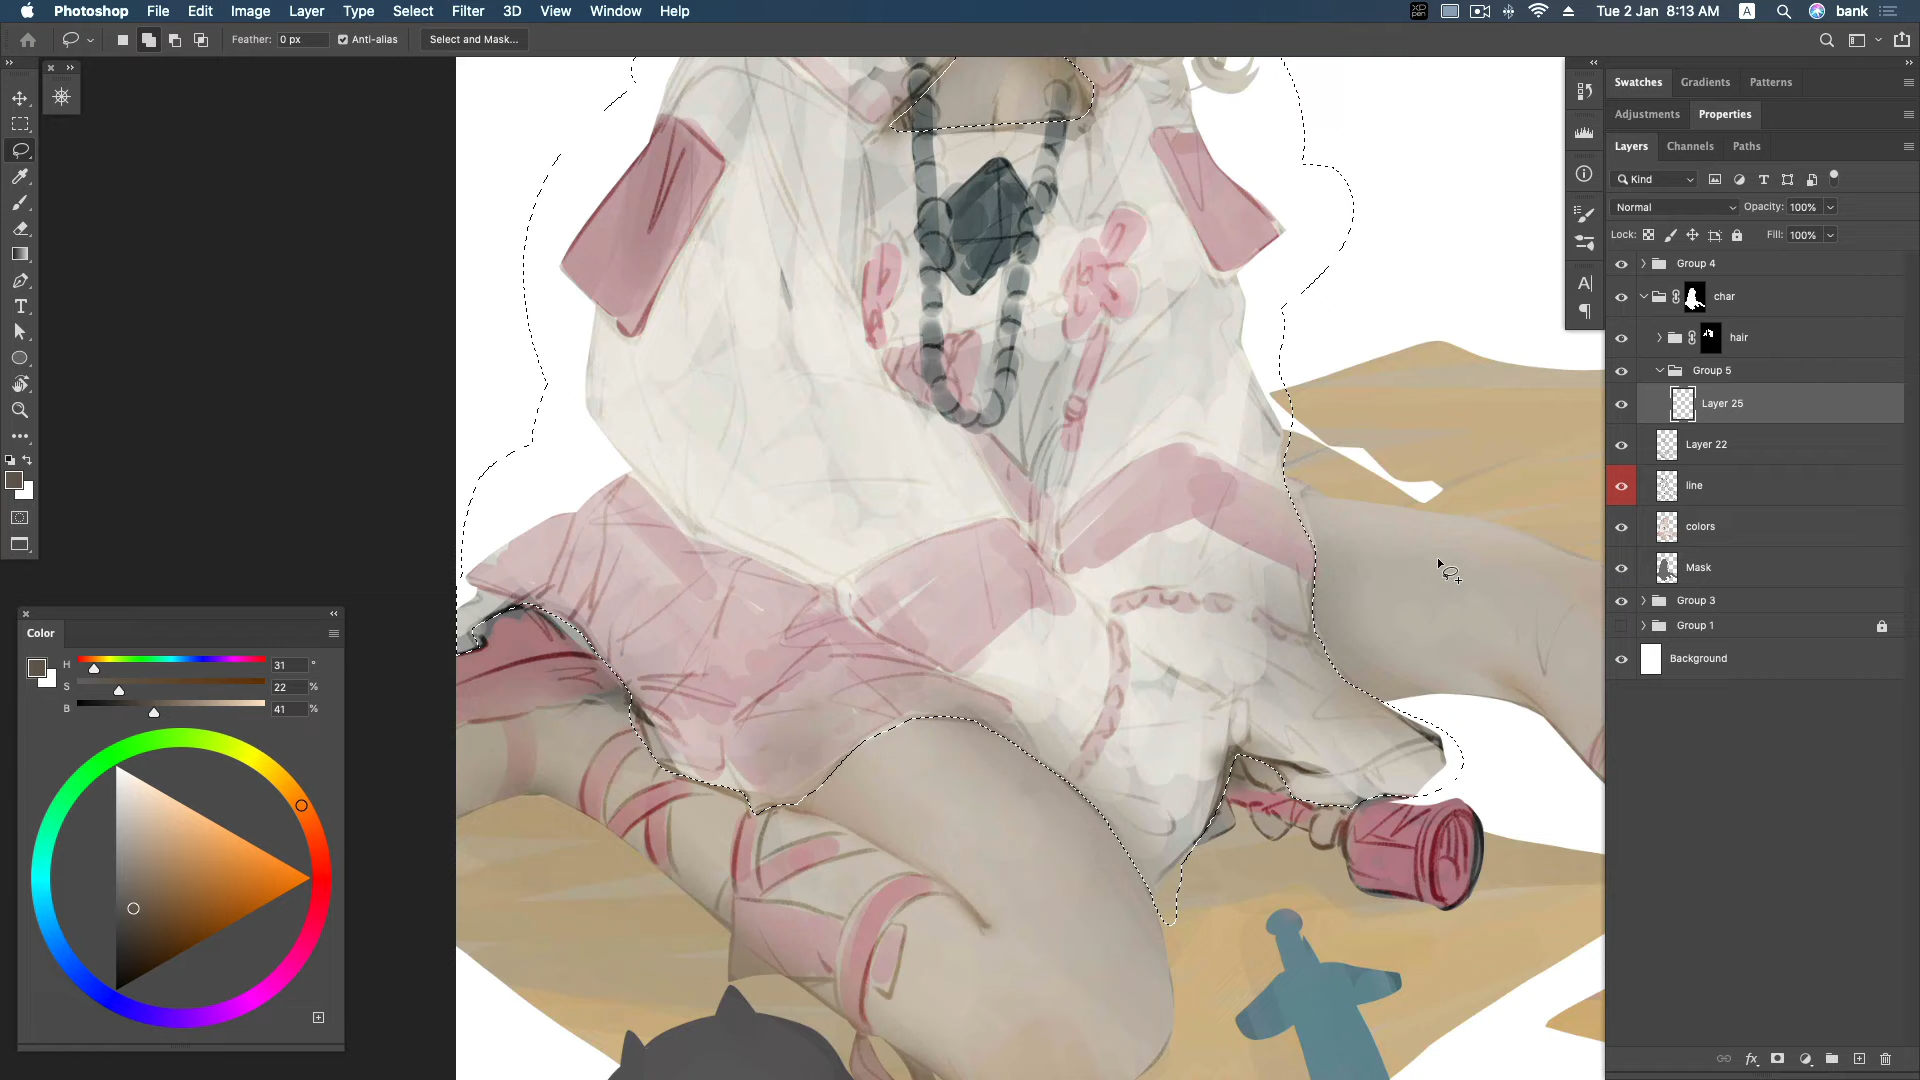 Photoshop File Edit Image Layer Type Select Filter 3D View Window Help
XP PEN Tue 2 Jan 8:13 AM A bank
Feather: 0 px Anti-alias Select and Mask...
Swatches Gradients Patterns
Adjustments Properties
Layers Channels Paths
Kind
Normal Opacity: 100%
Lock: Fill: 100%
Group 4
char
hair
Group 5
Layer 25
Layer 22
line
colors
Mask
Group 3
Group 1
Background
Color
H 31 °
S 22 %
B 41 %